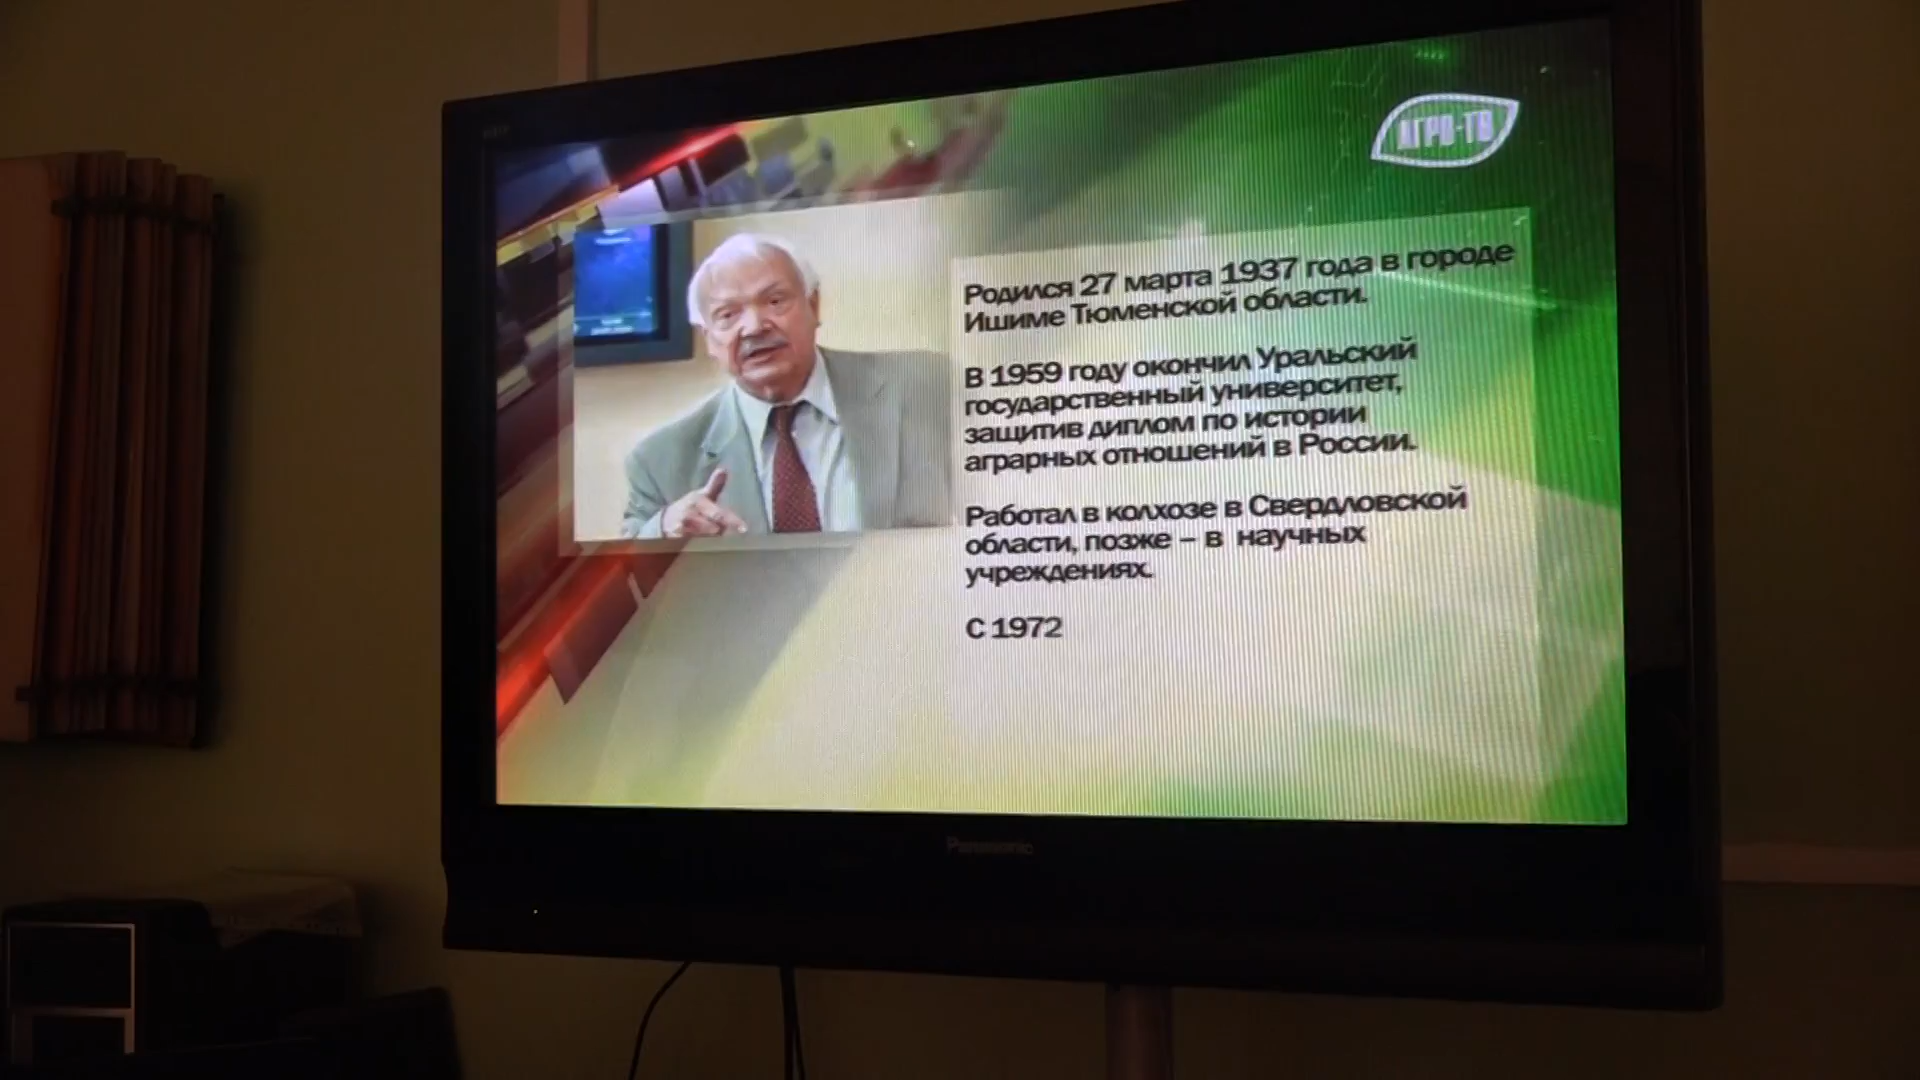 АГРО-ТВ
Родился 27 марта 1937 года в городе
Ишиме Тюменской области.
В 1959 году окончил Уральский
государственный университет,
защитив диплом по истории
аграрных отношений в России.
Работал в колхозе в Свердловской
области, позже – в научных
учреждениях.
С 1972
Panasonic